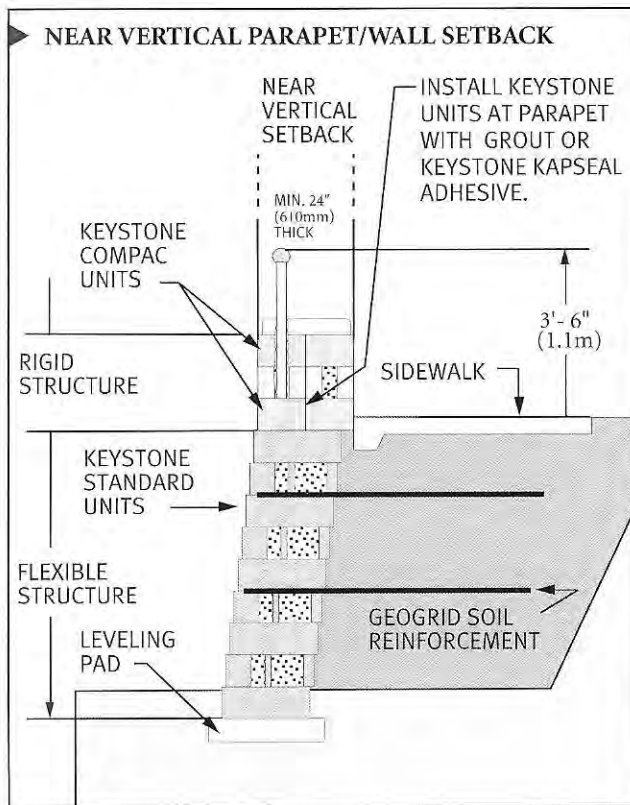 NEAR VERTICAL PARAPET/WALL SETBACK
NEAR
VERTICAL
SETBACK
INSTALL KEYSTONE
UNITS AT PARAPET
WITH GROUT OR
KEYSTONE KAPSEAL
ADHESIVE.
MIN. 24"
(610mm)
THICK
KEYSTONE
COMPAC
UNITS
3'- 6"
(1.1m)
RIGID
STRUCTURE
SIDEWALK
KEYSTONE
STANDARD
UNITS
FLEXIBLE
STRUCTURE
GEOGRID SOIL
REINFORCEMENT
LEVELING
PAD